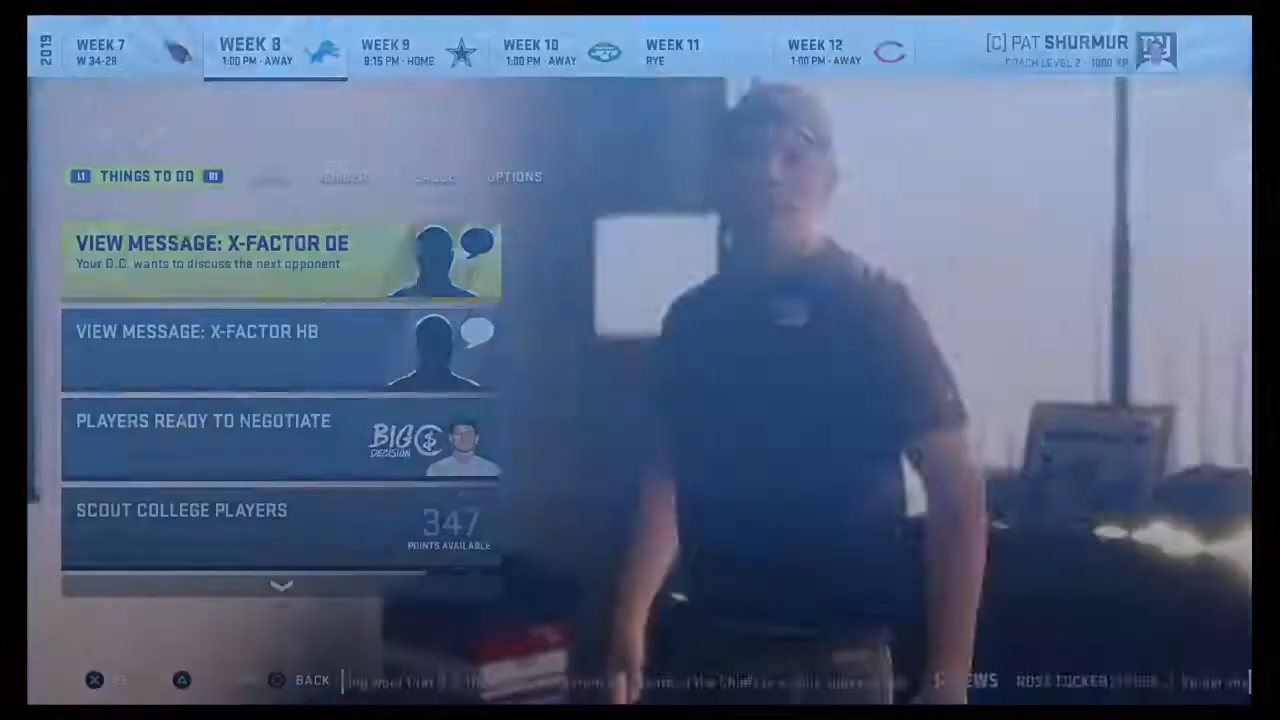 2019
WEEK 7
W 34-28
WEEK 8
1:00 PM · AWAY
WEEK 9
8:15 PM · HOME
WEEK 10
1:00 PM · AWAY
WEEK 11
BYE
WEEK 12
1:00 PM · AWAY
[C] PAT SHURMUR
COACH LEVEL 2 · 1000 XP
NY
L1 THINGS TO DO R1
OPTIONS
VIEW MESSAGE: X-FACTOR DE
Your D.C. wants to discuss the next opponent
VIEW MESSAGE: X-FACTOR HB
PLAYERS READY TO NEGOTIATE
BIG
DECISION
SCOUT COLLEGE PLAYERS
347
POINTS AVAILABLE
BACK